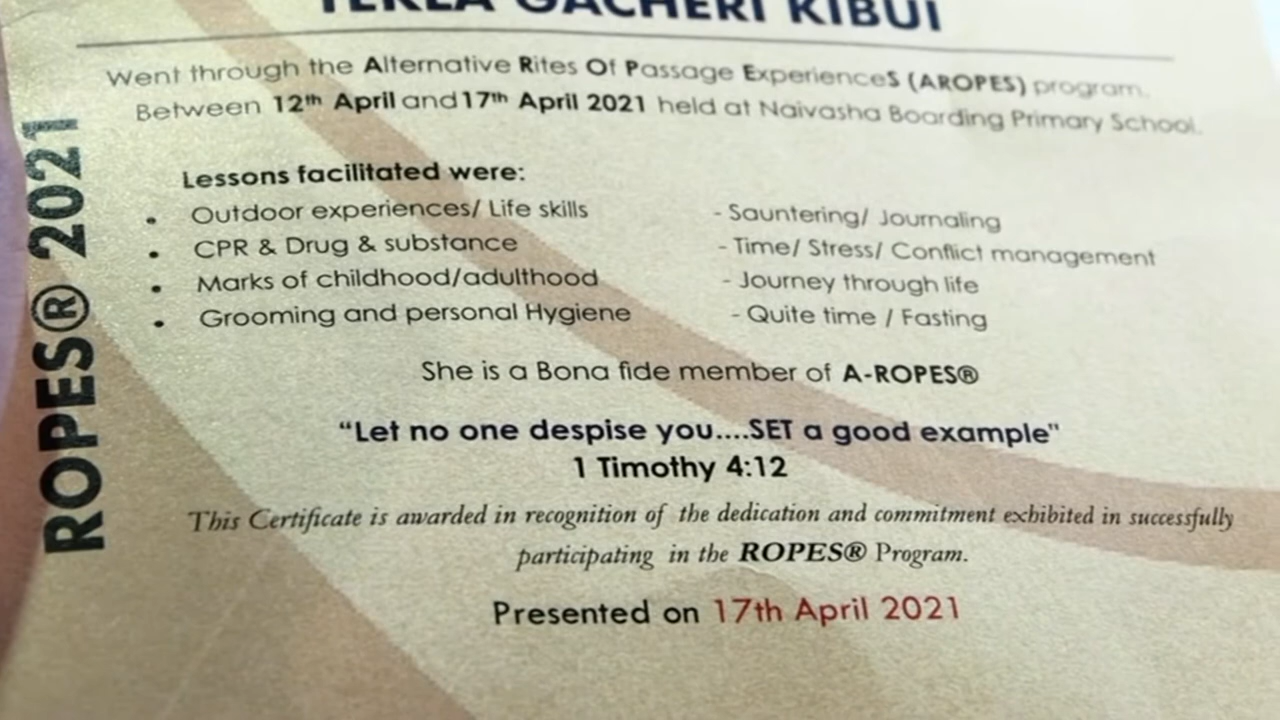 TEKLA GACHERI KIBUI
Went through the Alternative Rites Of Passage ExperienceS (AROPES) program.
Between 12th April and 17th April 2021 held at Naivasha Boarding Primary School.
ROPES® 2021
Lessons facilitated were:
• Outdoor experiences/ Life skills - Sauntering/ Journaling
• CPR & Drug & substance - Time/ Stress/ Conflict management
• Marks of childhood/adulthood - Journey through life
• Grooming and personal Hygiene - Quite time / Fasting
She is a Bona fide member of A-ROPES®
“Let no one despise you....SET a good example"
1 Timothy 4:12
This Certificate is awarded in recognition of the dedication and commitment exhibited in successfully
participating in the ROPES® Program.
Presented on 17th April 2021